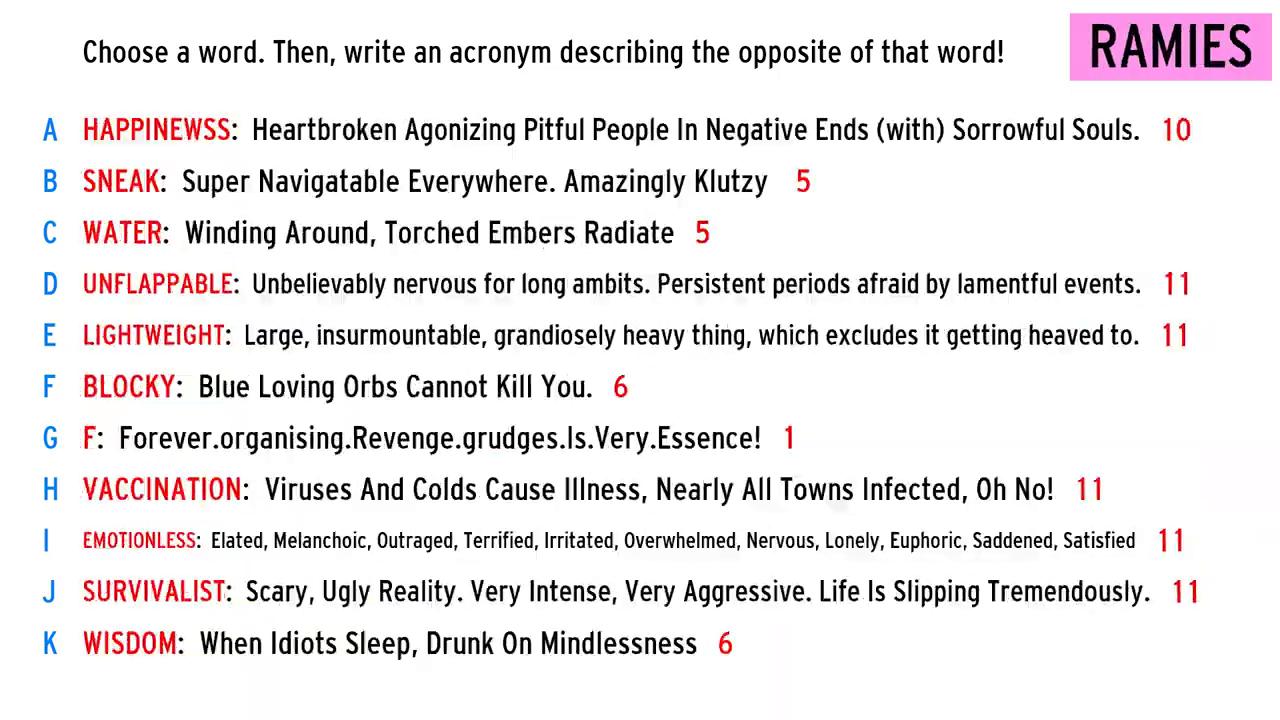 Choose a word. Then, write an acronym describing the opposite of that word!
RAMIES
A HAPPINEWSS: Heartbroken Agonizing Pitful People In Negative Ends (with) Sorrowful Souls. 10
B SNEAK: Super Navigatable Everywhere. Amazingly Klutzy 5
C WATER: Winding Around, Torched Embers Radiate 5
D UNFLAPPABLE: Unbelievably nervous for long ambits. Persistent periods afraid by lamentful events. 11
E LIGHTWEIGHT: Large, insurmountable, grandiosely heavy thing, which excludes it getting heaved to. 11
F BLOCKY: Blue Loving Orbs Cannot Kill You. 6
G F: Forever.organising.Revenge.grudges.Is.Very.Essence! 1
H VACCINATION: Viruses And Colds Cause Illness, Nearly All Towns Infected, Oh No! 11
I EMOTIONLESS: Elated, Melanchoic, Outraged, Terrified, Irritated, Overwhelmed, Nervous, Lonely, Euphoric, Saddened, Satisfied 11
J SURVIVALIST: Scary, Ugly Reality. Very Intense, Very Aggressive. Life Is Slipping Tremendously. 11
K WISDOM: When Idiots Sleep, Drunk On Mindlessness 6